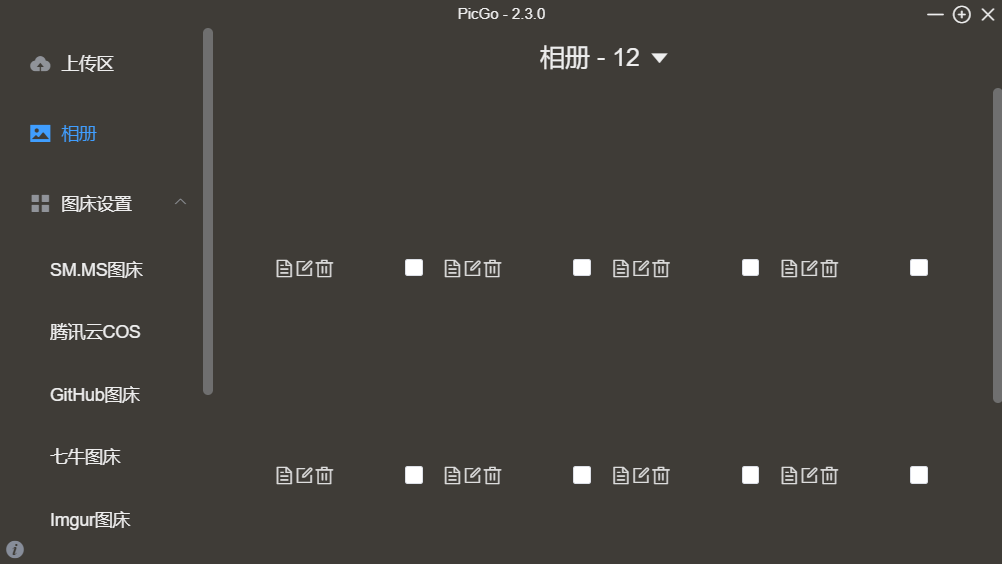 PicGo - 2.3.0
上传区
相册
图床设置
SM.MS图床
腾讯云COS
GitHub图床
七牛图床
Imgur图床
相册 - 12